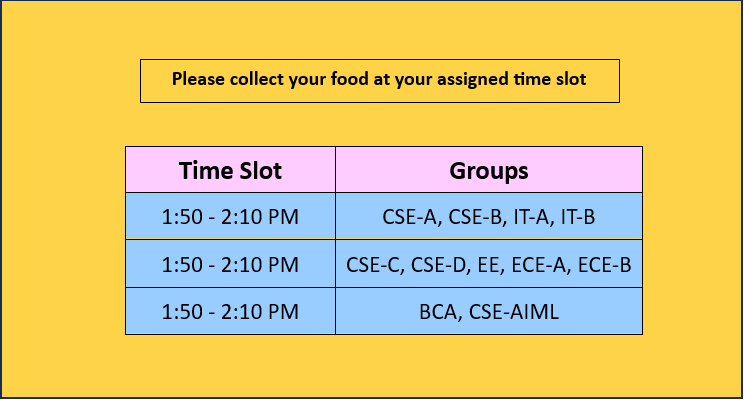 Please collect your food at your assigned time slot
Time Slot Groups
1:50 - 2:10 PM CSE-A, CSE-B, IT-A, IT-B
1:50 - 2:10 PM CSE-C, CSE-D, EE, ECE-A, ECE-B
1:50 - 2:10 PM BCA, CSE-AIML